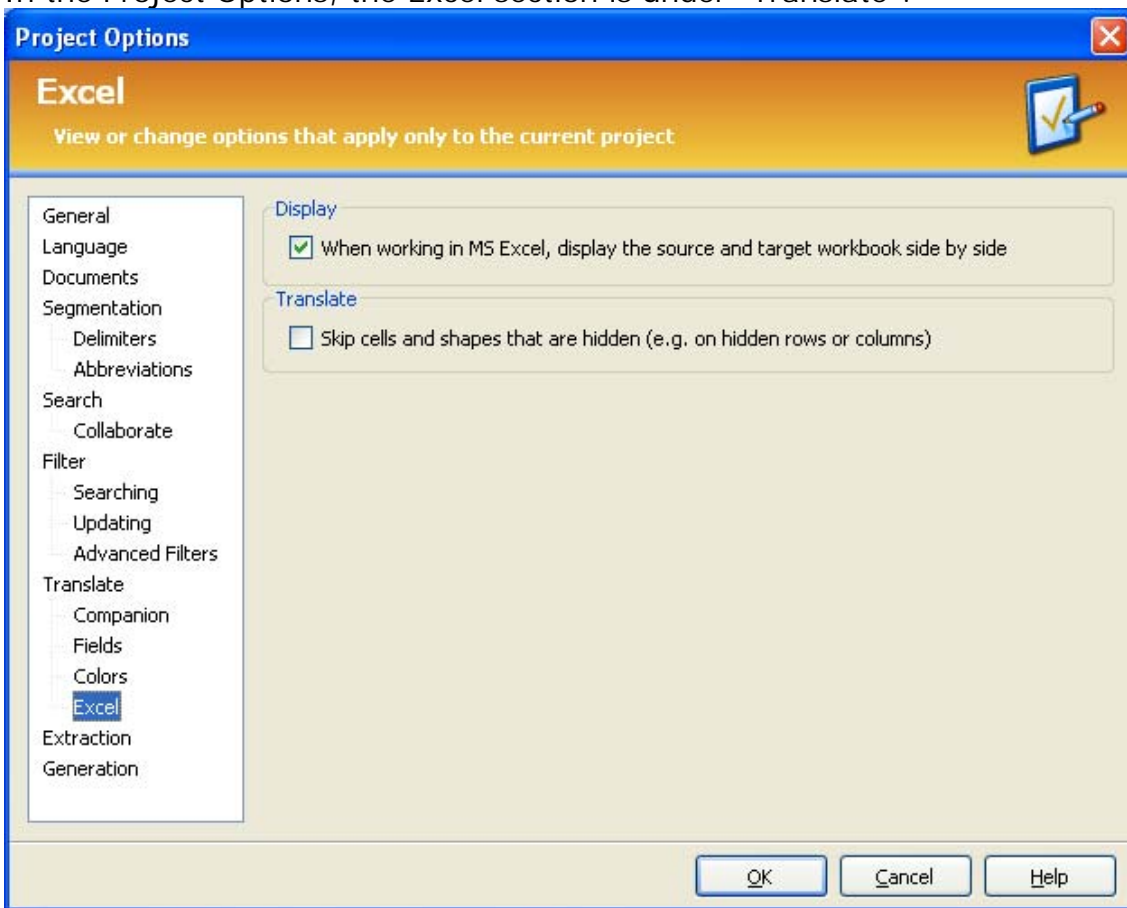 In the Project Options, the Excel section is under "Translate".
Project Options
Excel
View or change options that apply only to the current project
General
Language
Documents
Segmentation
Delimiters
Abbreviations
Search
Collaborate
Filter
Searching
Updating
Advanced Filters
Translate
Companion
Fields
Colors
Excel
Extraction
Generation
Display
When working in MS Excel, display the source and target workbook side by side
Translate
Skip cells and shapes that are hidden (e.g. on hidden rows or columns)
OK
Cancel
Help